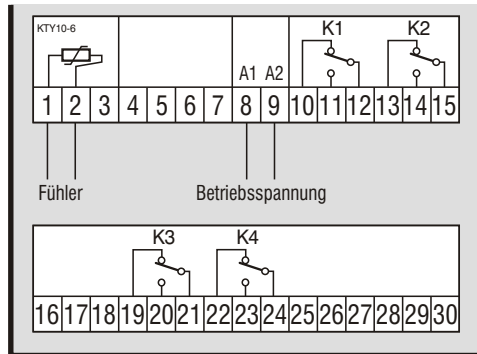 KTY10-6
K1 K2
A1 A2
1 2 3 4 5 6 7 8 9 10 11 12 13 14 15
Fühler Betriebsspannung
K3 K4
16 17 18 19 20 21 22 23 24 25 26 27 28 29 30